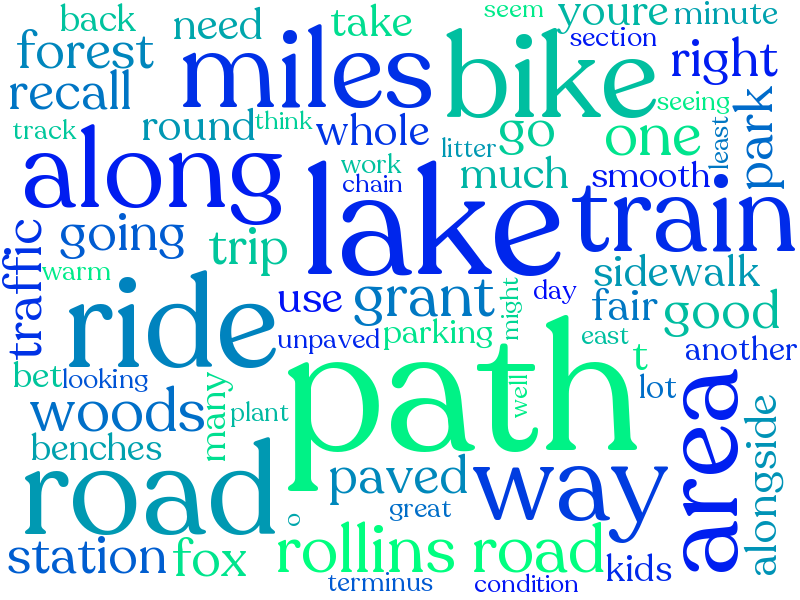 back
need
take
seem
youre
minute
forest
miles
bike
section
right
recall
seeing
track
round
think
whole
litter
go
one
least
park
along
work
chain
much
smooth
lake
train
traffic
going
trip
warm
ride
use
grant
might
day
sidewalk
fair
good
unpaved
parking
east
t
another
bet
looking
path
well
lot
woods
many
plant
area
alongside
benches
road
paved
way
great
o
station
fox
rollins road
kids
terminus
condition